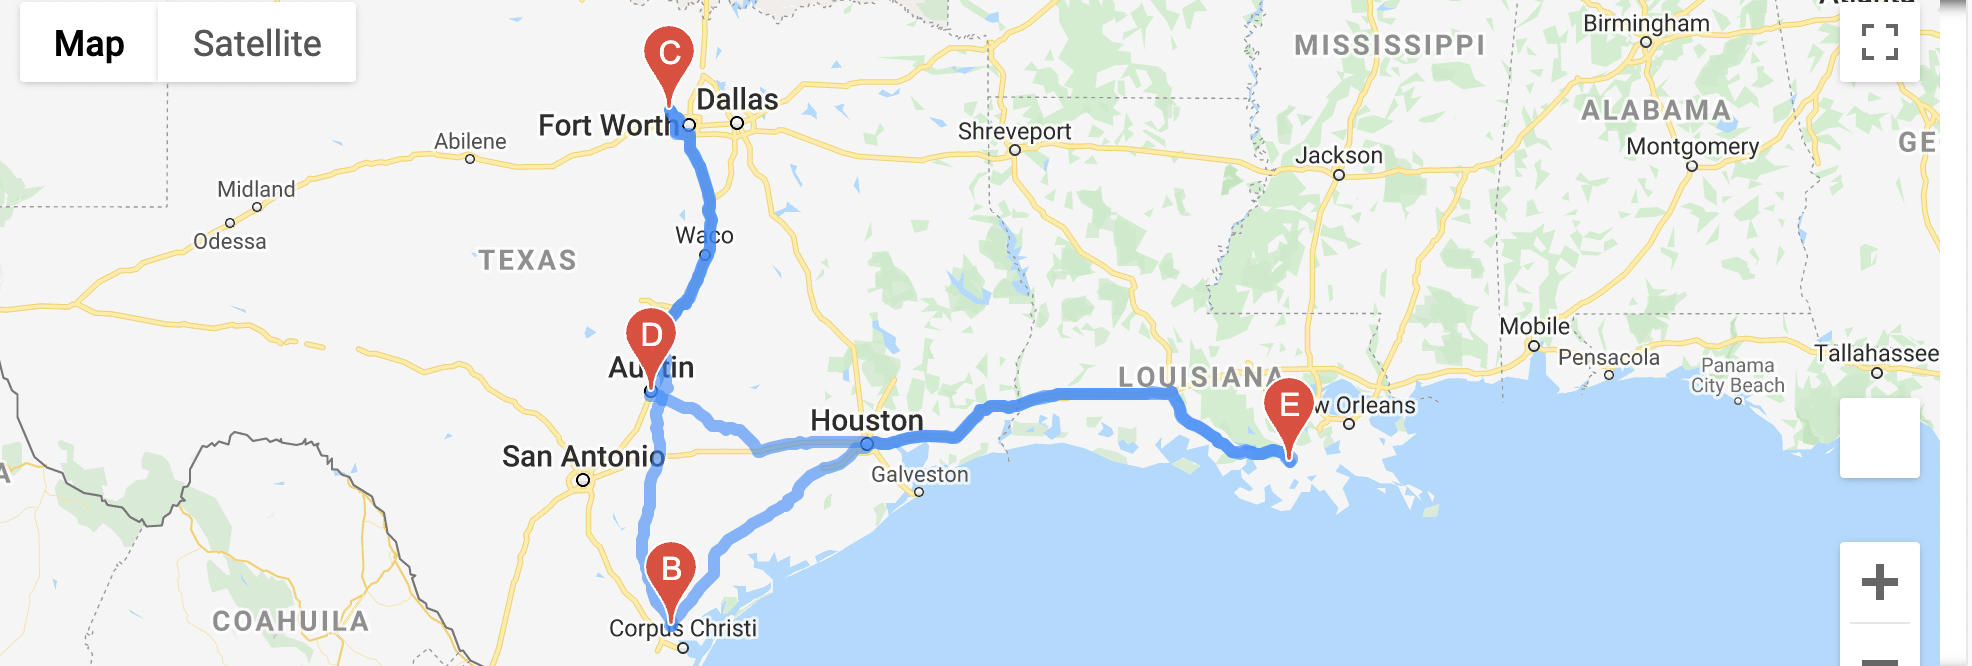 Map
Satellite
C
Dallas
Fort Worth
Abilene
Midland
Odessa
TEXAS
Waco
D
Austin
San Antonio
Houston
Galveston
B
Corpus Christi
COAHUILA
Shreveport
MISSISSIPPI
Jackson
Birmingham
ALABAMA
Montgomery
GE
LOUISIANA
E
w Orleans
Mobile
Pensacola
Panama
City Beach
Tallahassee
A